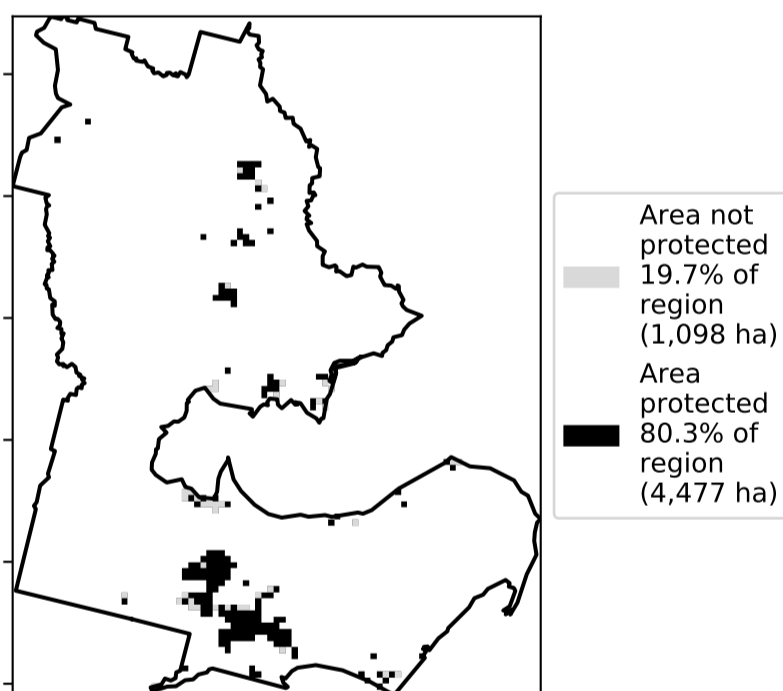 Area not
protected
19.7% of
region
(1,098 ha)
Area
protected
80.3% of
region
(4,477 ha)